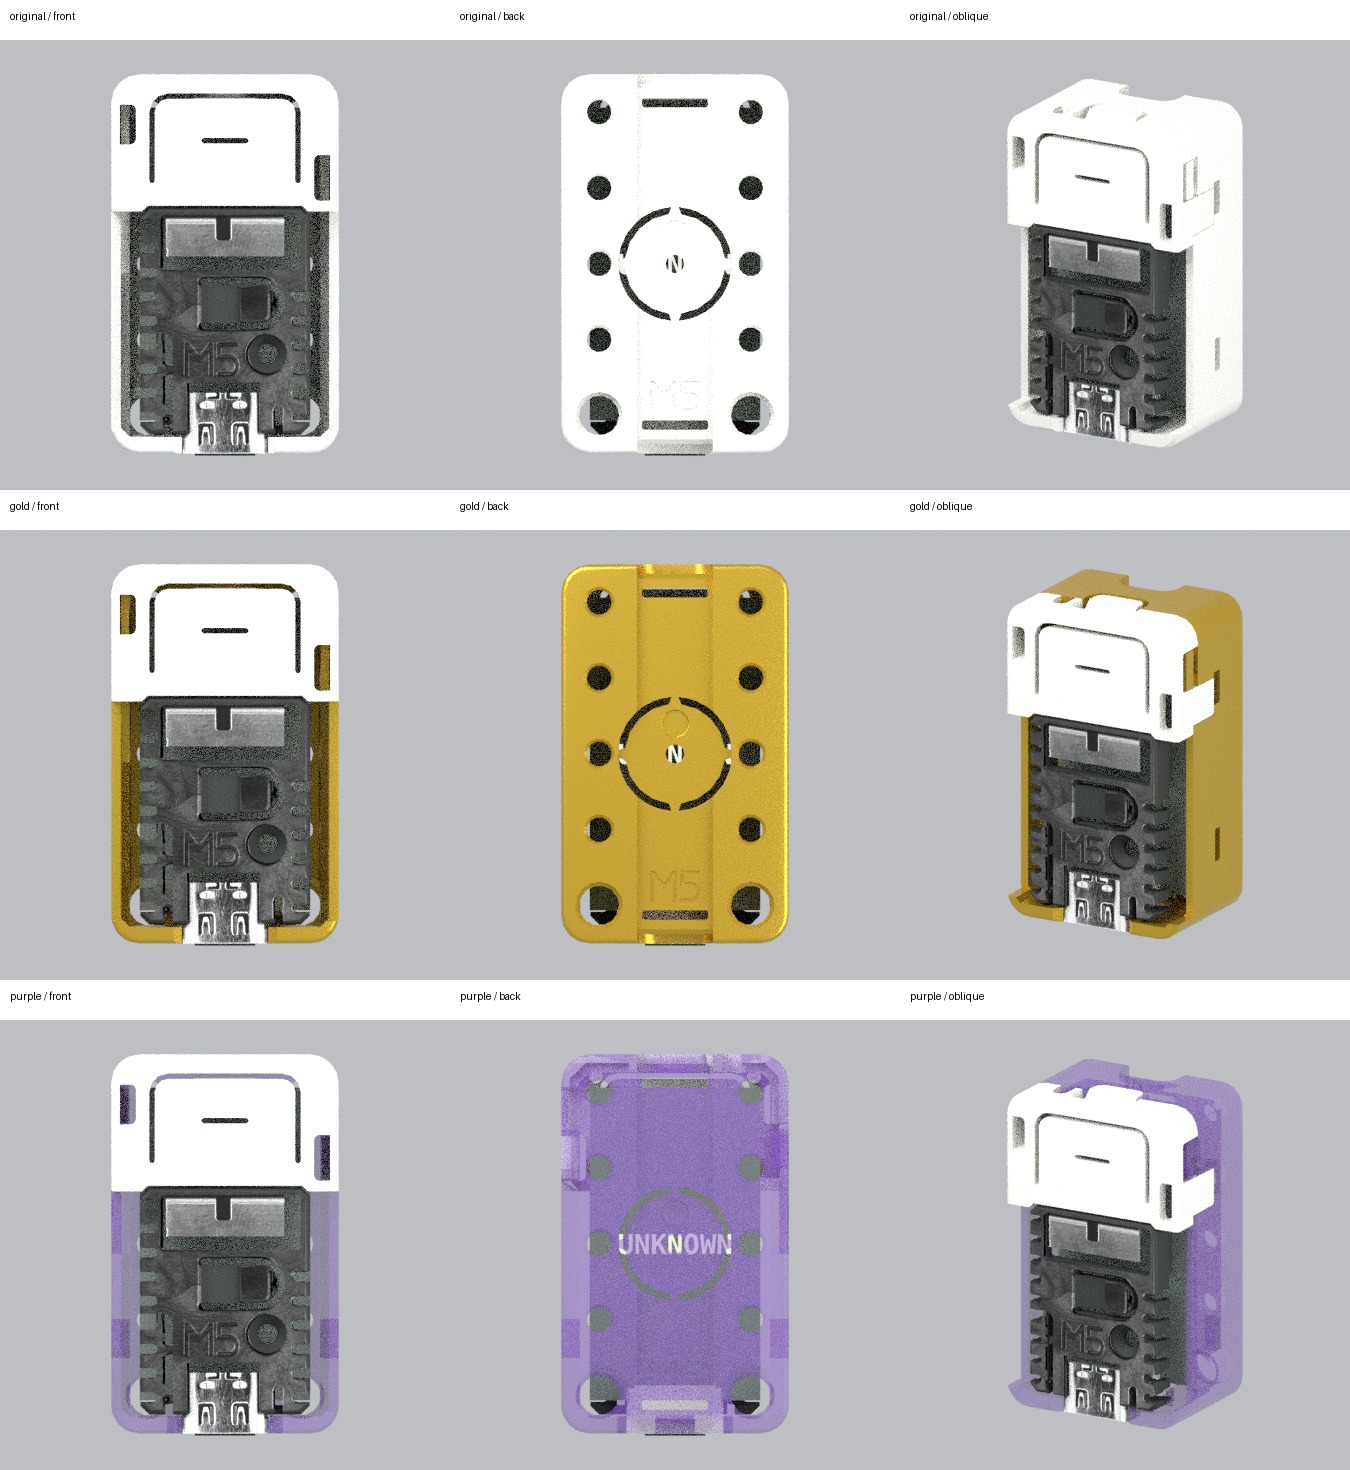 original / front
original / back
original / oblique
M5
N
M5
M5
gold / front
gold / back
gold / oblique
M5
N
M5
M5
purple / front
purple / back
purple / oblique
M5
UNKNOWN
M5